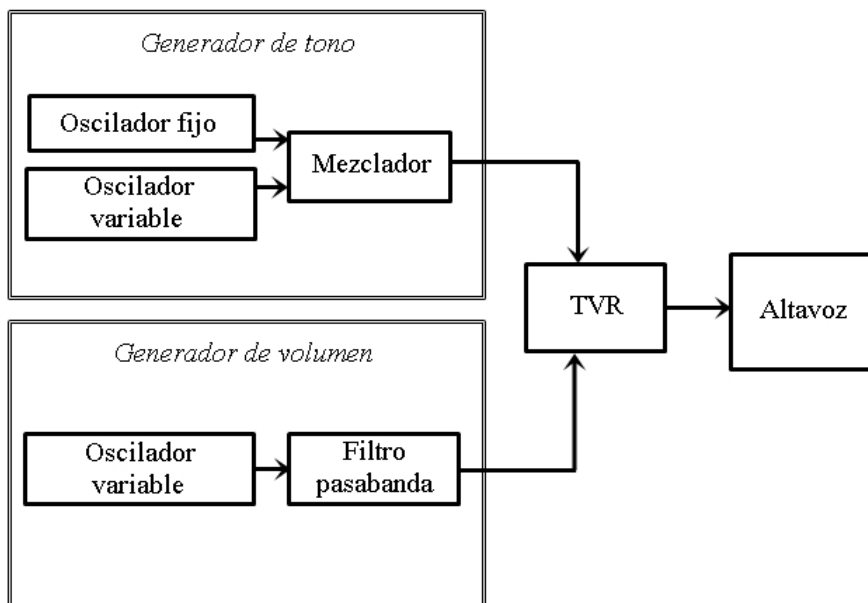 Generador de tono
Oscilador fijo
Oscilador
variable
Mezclador
TVR
Altavoz
Generador de volumen
Oscilador
variable
Filtro
pasabanda